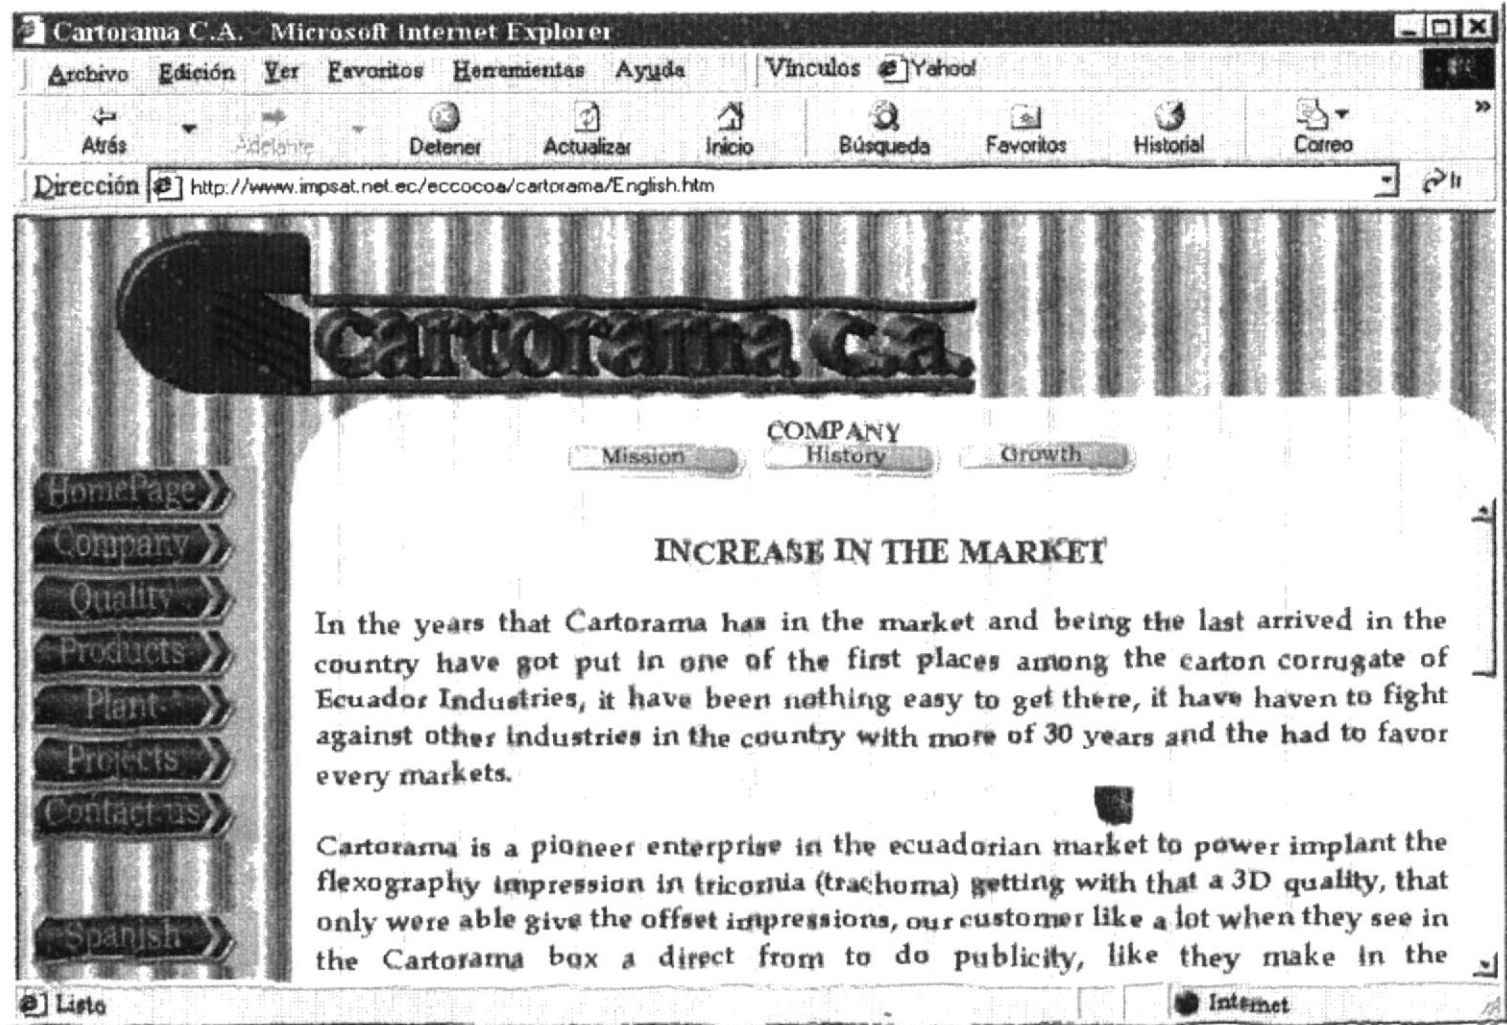 Cartorama C.A. - Microsoft Internet Explorer
Archivo Edición Ver Favoritos Herramientas Ayuda Vínculos Yahoo!
Atrás Adelante Detener Actualizar Inicio Búsqueda Favoritos Historial Correo »
Dirección http://www.impsat.net.ec/eccocoa/cartorama/English.htm Ir
cartorama c.a.
COMPANY
Mission History Growth
HomePage
Company
Quality
Products
Plant
Projects
Contact us
Spanish
INCREASE IN THE MARKET
In the years that Cartorama has in the market and being the last arrived in the
country have got put in one of the first places among the carton corrugate of
Ecuador Industries, it have been nothing easy to get there, it have haven to fight
against other industries in the country with more of 30 years and the had to favor
every markets.
Cartorama is a pioneer enterprise in the ecuadorian market to power implant the
flexography impression in tricornia (trachoma) getting with that a 3D quality, that
only were able give the offset impressions, our customer like a lot when they see in
the Cartorama box a direct from to do publicity, like they make in the
Listo Internet